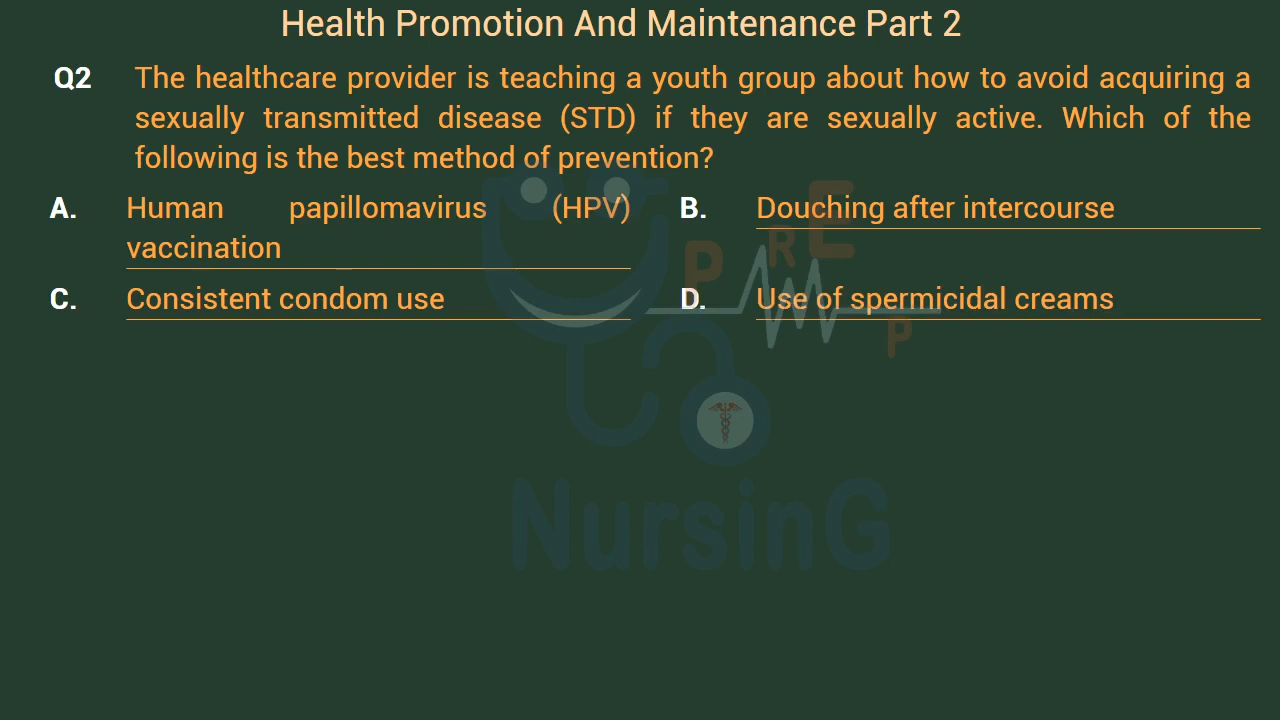 Health Promotion And Maintenance Part 2
Q2 The healthcare provider is teaching a youth group about how to avoid acquiring a
sexually transmitted disease (STD) if they are sexually active. Which of the
following is the best method of prevention?
A. Human papillomavirus (HPV)
vaccination
B. Douching after intercourse
C. Consistent condom use
D. Use of spermicidal creams
PREP
NursinG